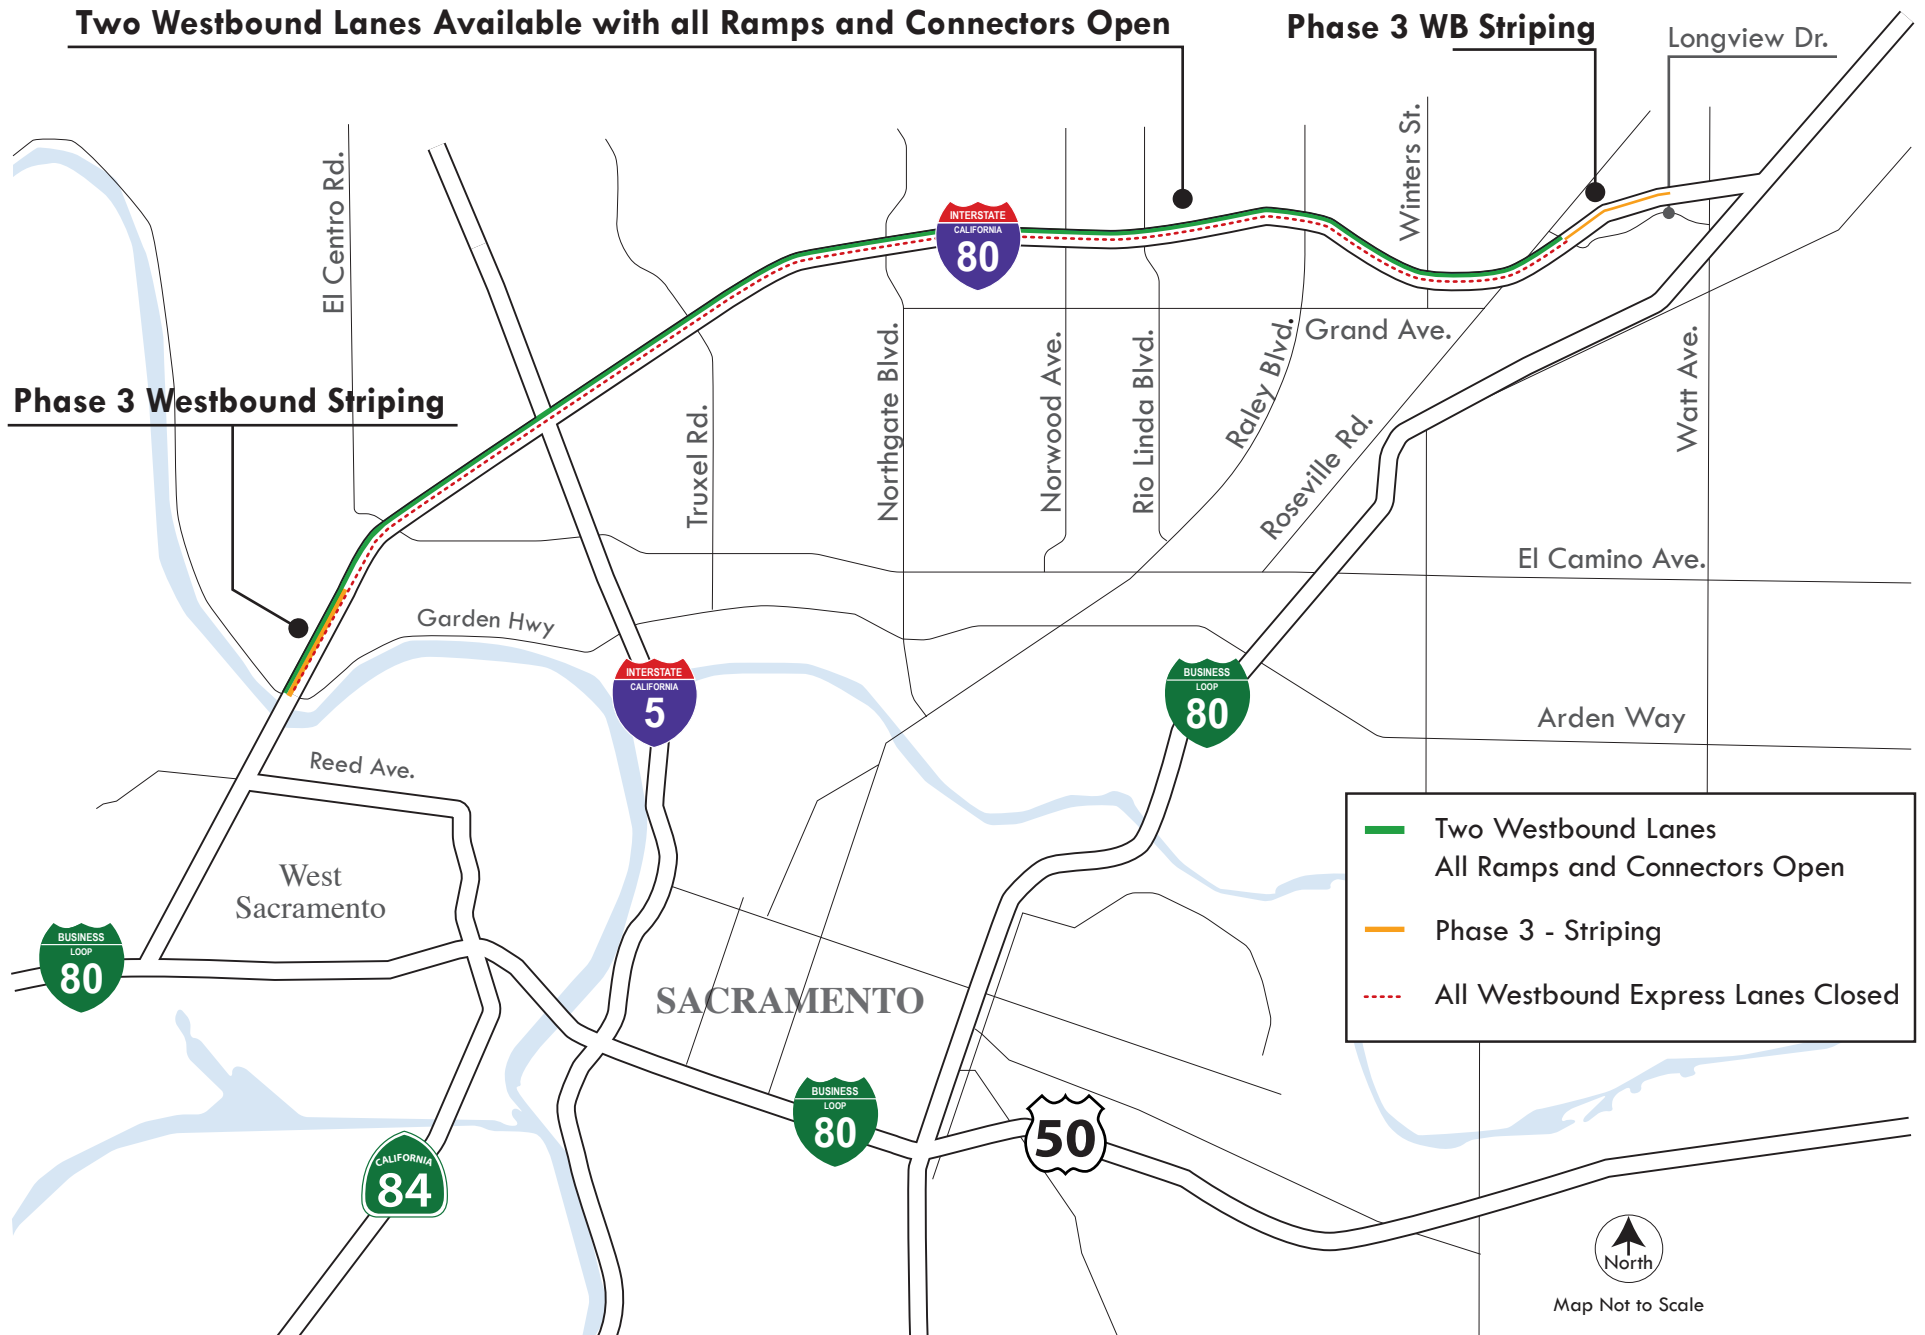 Two Westbound Lanes Available with all Ramps and Connectors Open
Phase 3 WB Striping
Longview Dr.
El Centro Rd.
Winters St.
INTERSTATE
CALIFORNIA
80
Grand Ave.
Northgate Blvd.
Norwood Ave.
Rio Linda Blvd.
Raley Blvd.
Watt Ave.
Phase 3 Westbound Striping
Truxel Rd.
Roseville Rd.
El Camino Ave.
Garden Hwy
INTERSTATE
CALIFORNIA
5
BUSINESS
LOOP
80
Arden Way
Reed Ave.
Two Westbound Lanes
All Ramps and Connectors Open
Phase 3 - Striping
All Westbound Express Lanes Closed
West
Sacramento
BUSINESS
LOOP
80
SACRAMENTO
BUSINESS
LOOP
80
50
CALIFORNIA
84
North
Map Not to Scale